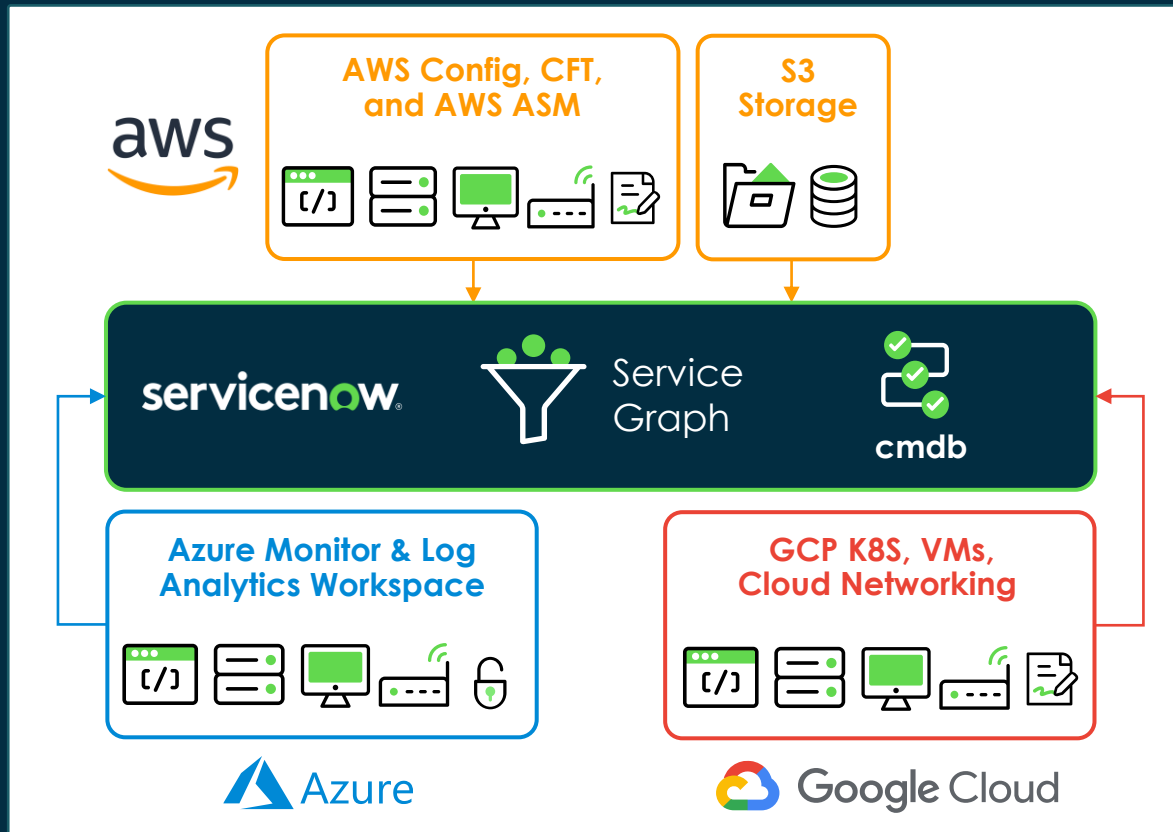 aws
AWS Config, CFT,
and AWS ASM
S3
Storage
[/]
servicenow.
Service
Graph
cmdb
Azure Monitor & Log
Analytics Workspace
GCP K8S, VMs,
Cloud Networking
[/]
[/]
Azure
Google Cloud